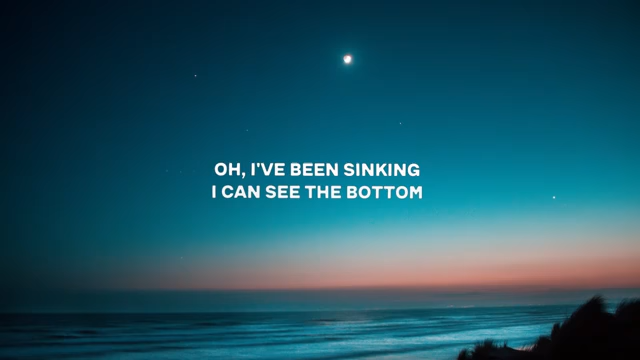 OH, I'VE BEEN SINKING
I CAN SEE THE BOTTOM